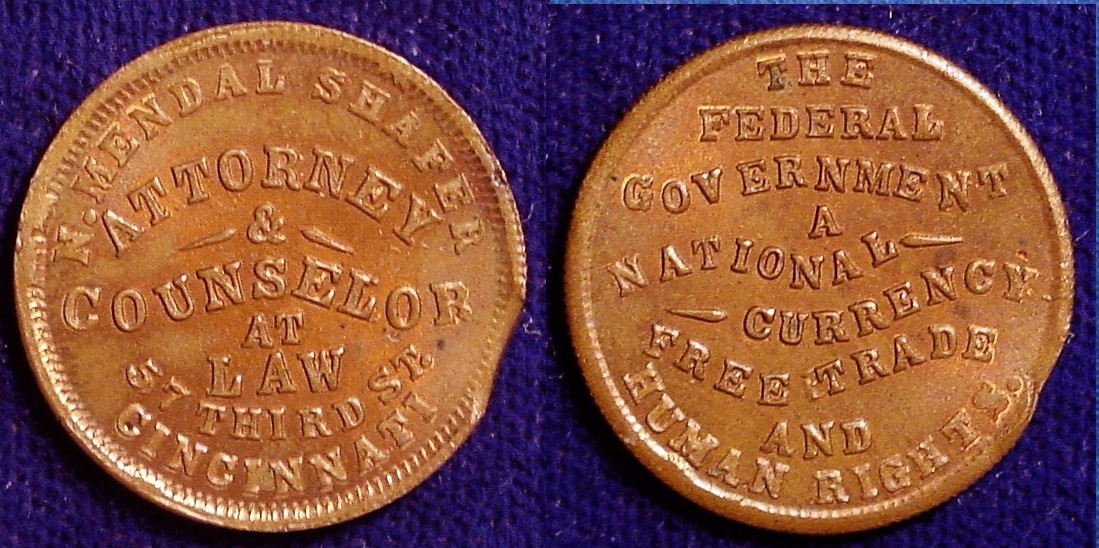 N. MENDAL SHAFER
ATTORNEY
&
COUNSELOR
AT
LAW
57 THIRD ST.
CINCINNATI
THE
FEDERAL
GOVERNMENT
A
NATIONAL
CURRENCY
FREE TRADE
AND
HUMAN RIGHTS.